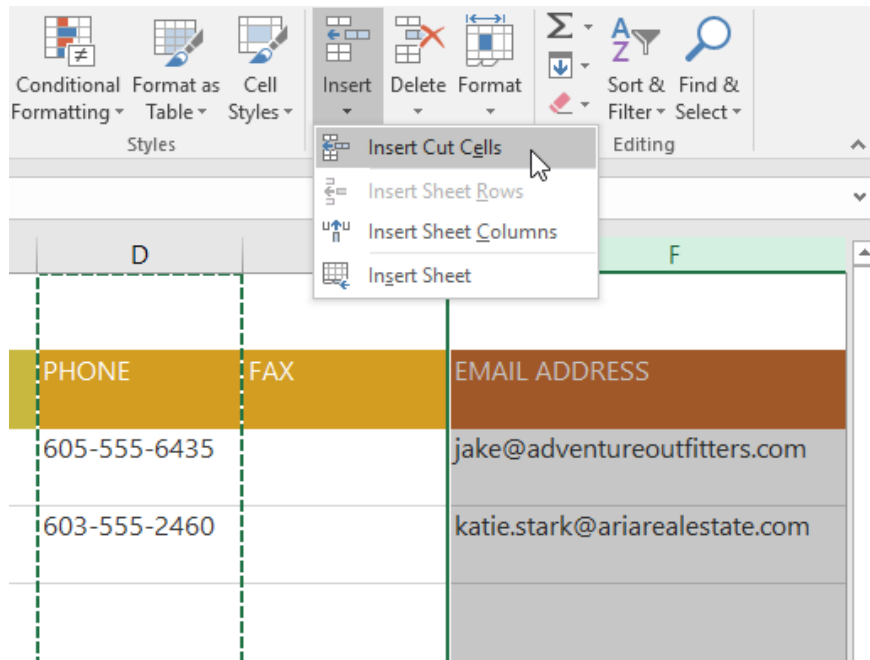 Conditional Formatting
Format as Table
Cell Styles
Insert
Delete
Format
Sort & Filter
Find & Select
Styles
Editing
Insert Cut Cells
Insert Sheet Rows
Insert Sheet Columns
Insert Sheet
D
F
PHONE
FAX
EMAIL ADDRESS
605-555-6435
jake@adventureoutfitters.com
603-555-2460
katie.stark@ariarealestate.com